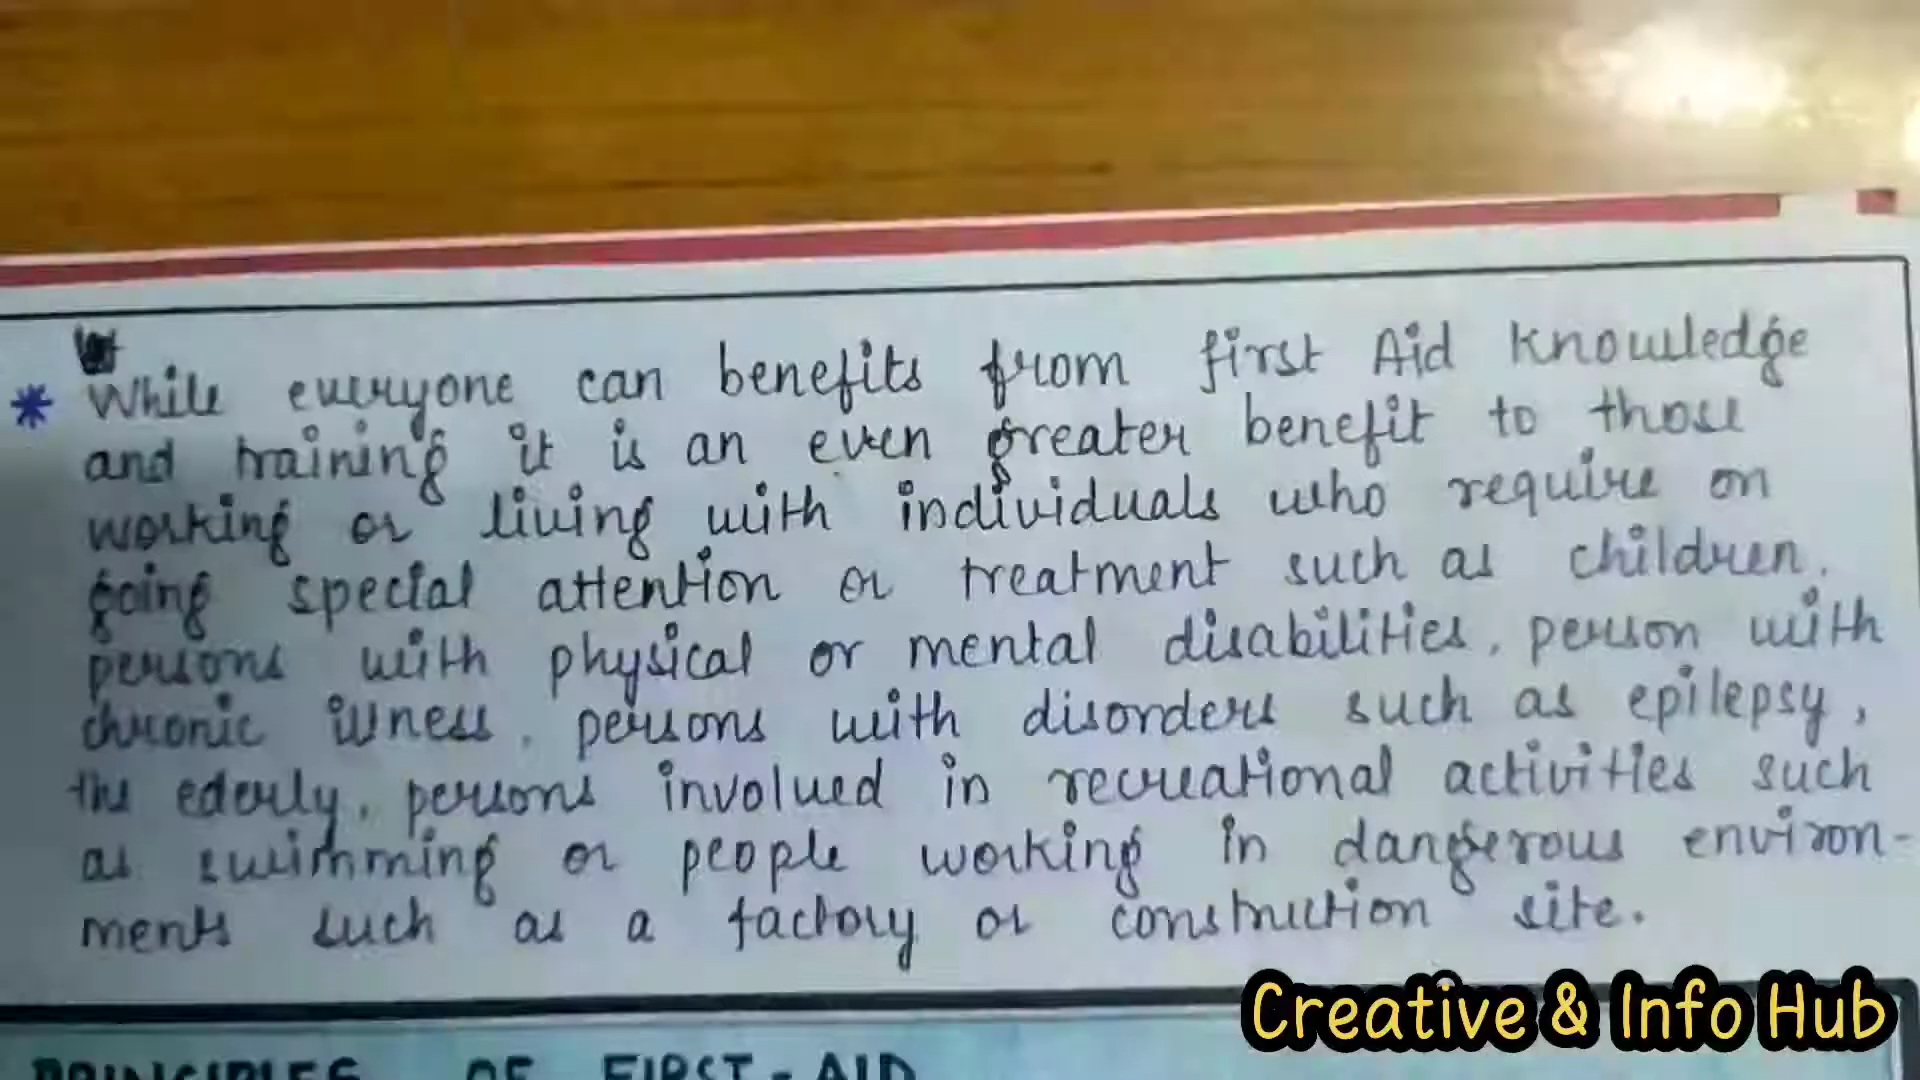 * While everyone can benefits from first Aid knowledge
and training it is an even greater benefit to those
working or living with individuals who require on
going special attention or treatment such as children.
persons with physical or mental disabilities, person with
chronic illness, persons with disorders such as epilepsy,
the ederly, persons involved in recreational activities such
as swimming or people working in dangerous environ-
ments such as a factory or construction site.
Creative & Info Hub
PRINCIPLES OF FIRST-AID